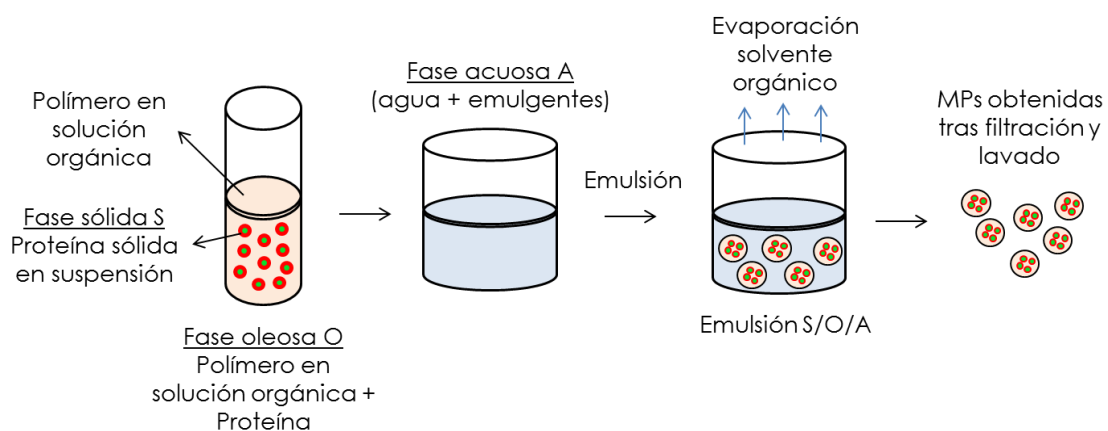 Polímero en
solución
orgánica
Fase sólida S
Proteína sólida
en suspensión
Fase oleosa O
Polímero en
solución orgánica +
Proteína
Fase acuosa A
(agua + emulgentes)
Emulsión
Evaporación
solvente
orgánico
Emulsión S/O/A
MPs obtenidas
tras filtración y
lavado